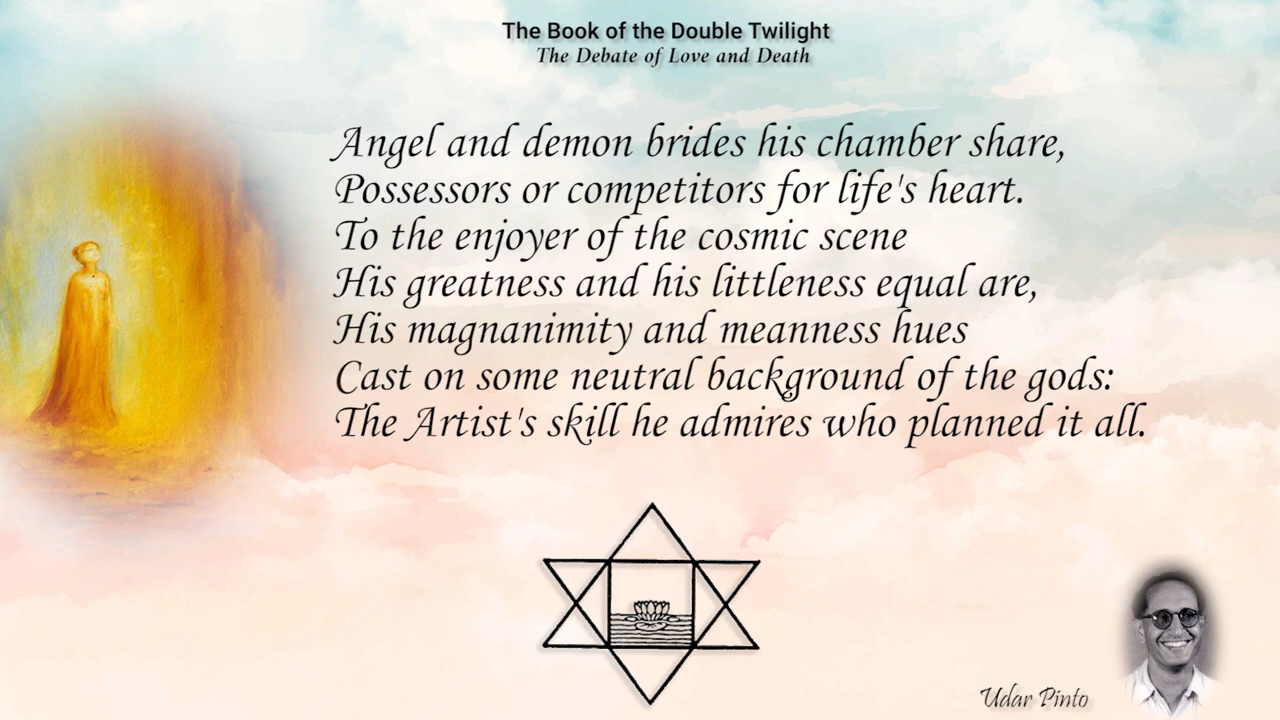 The Book of the Double Twilight
The Debate of Love and Death
Angel and demon brides his chamber share,
Possessors or competitors for life's heart.
To the enjoyer of the cosmic scene
His greatness and his littleness equal are,
His magnanimity and meanness hues
Cast on some neutral background of the gods:
The Artist's skill he admires who planned it all.
Udar Pinto